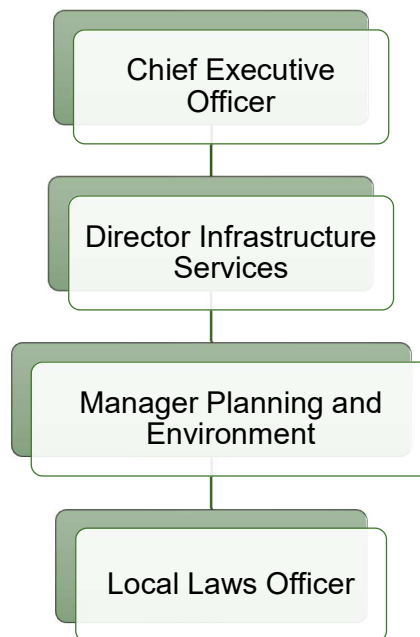 Chief Executive
Officer
Director Infrastructure
Services
Manager Planning and
Environment
Local Laws Officer